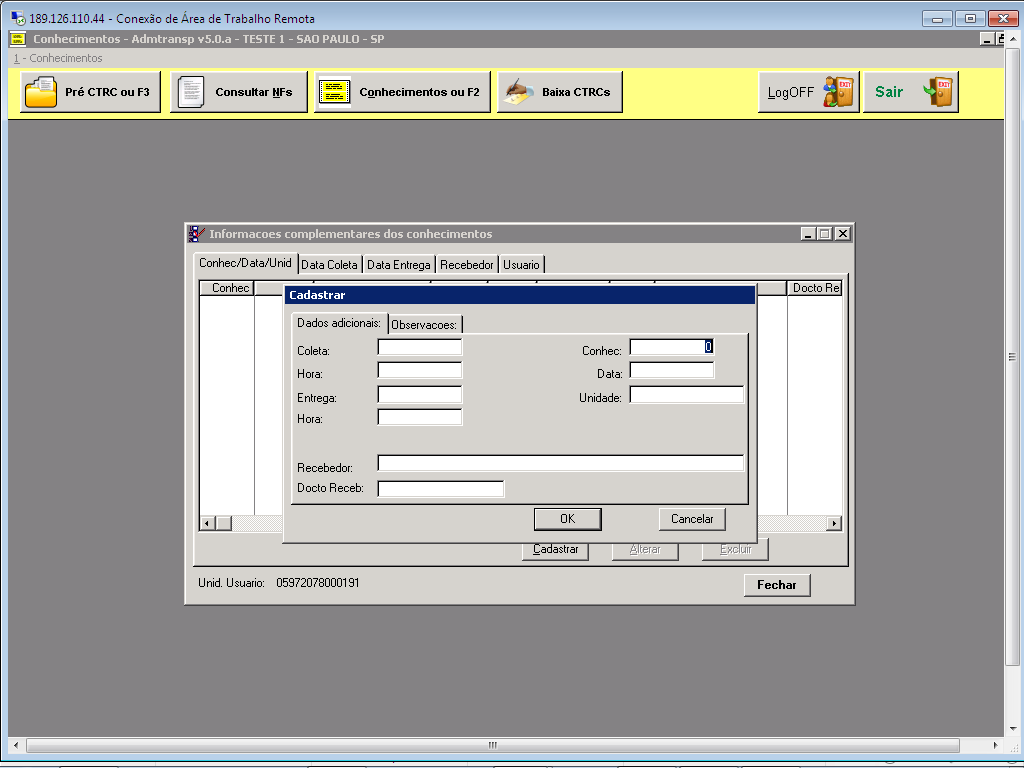 189.126.110.44 - Conexão de Área de Trabalho Remota
Conhecimentos - Admtransp v5.0.a - TESTE 1 - SAO PAULO - SP
1 - Conhecimentos
Pré CTRC ou F3
Consultar NFs
Conhecimentos ou F2
Baixa CTRCs
LogOFF
EXIT
Sair
EXIT
Informacoes complementares dos conhecimentos
Conhec/Data/Unid
Data Coleta
Data Entrega
Recebedor
Usuario
Conhec
Docto Re
Cadastrar
Dados adicionais:
Observacoes:
Coleta:
Conhec:
0
Hora:
Data:
Entrega:
Unidade:
Hora:
Recebedor:
Docto Receb:
OK
Cancelar
Cadastrar
Alterar
Excluir
Unid. Usuario:
05972078000191
Fechar